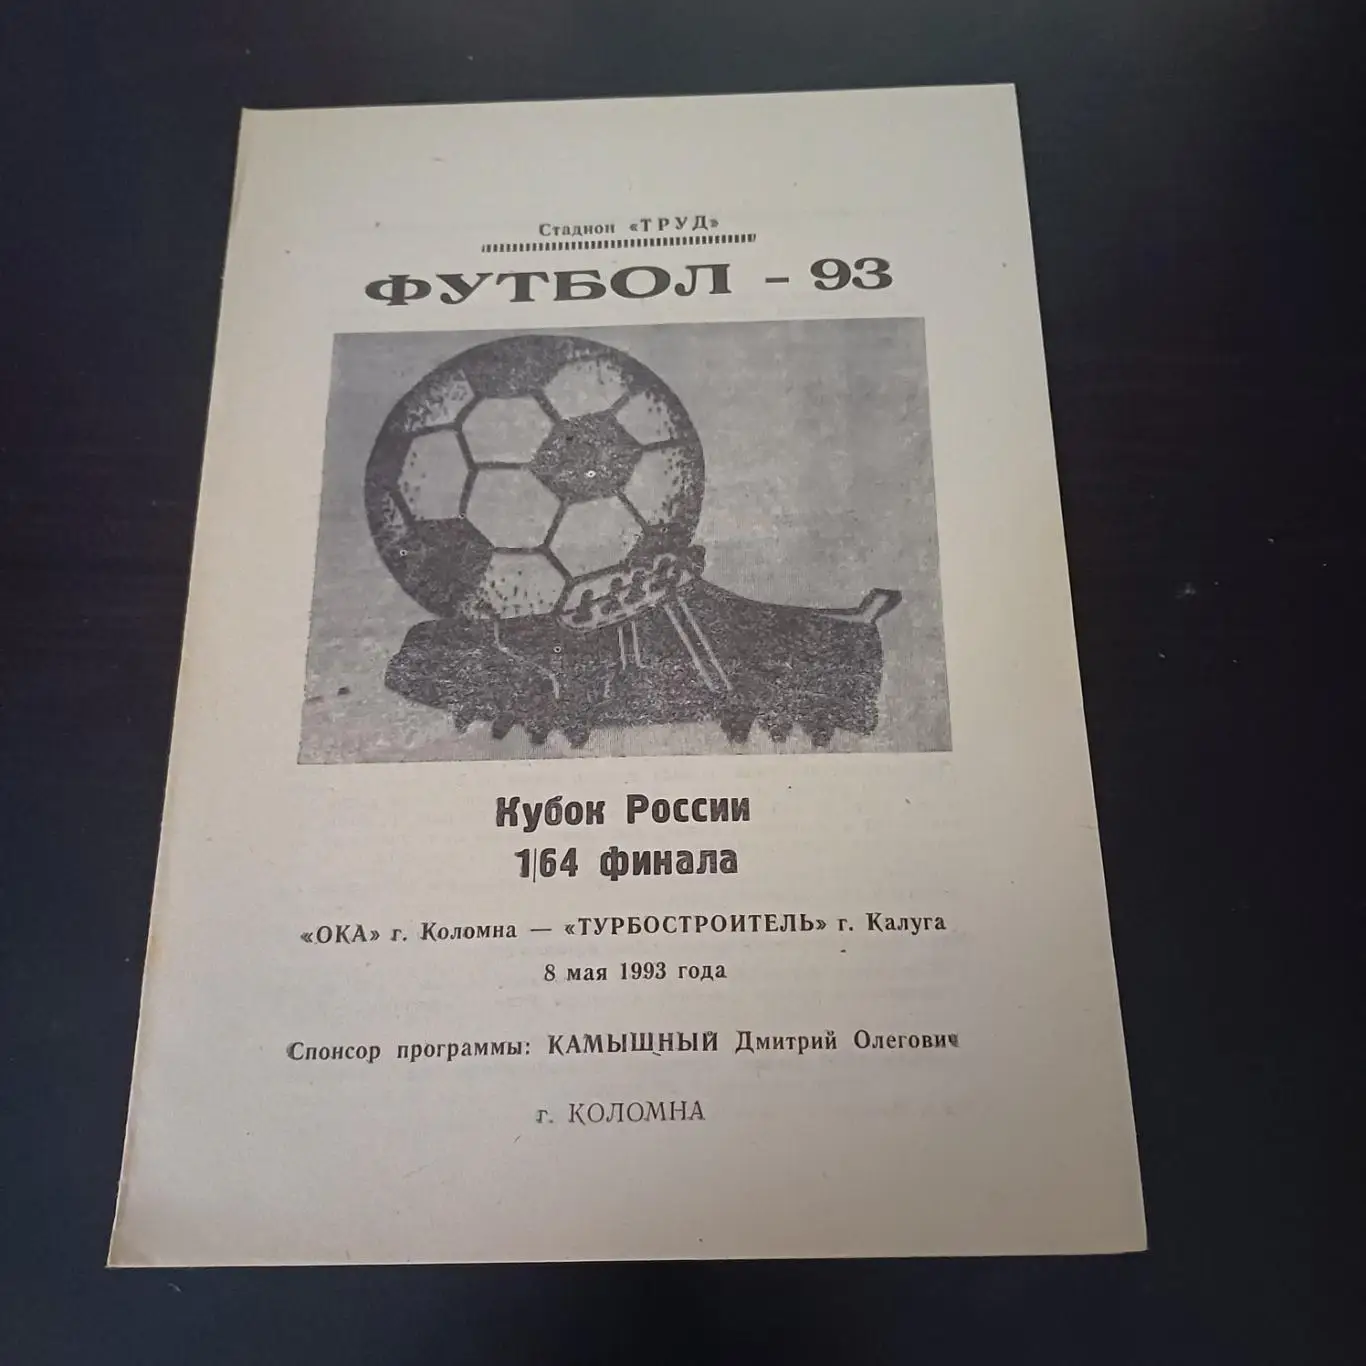 Стадион «ТРУД»
ФУТБОЛ - 93
Кубок России
1/64 финала
«ОКА» г. Коломна — «ТУРБОСТРОИТЕЛЬ» г. Калуга
8 мая 1993 года
Спонсор программы: КАМЫШНЫЙ Дмитрий Олегович
г. КОЛОМНА